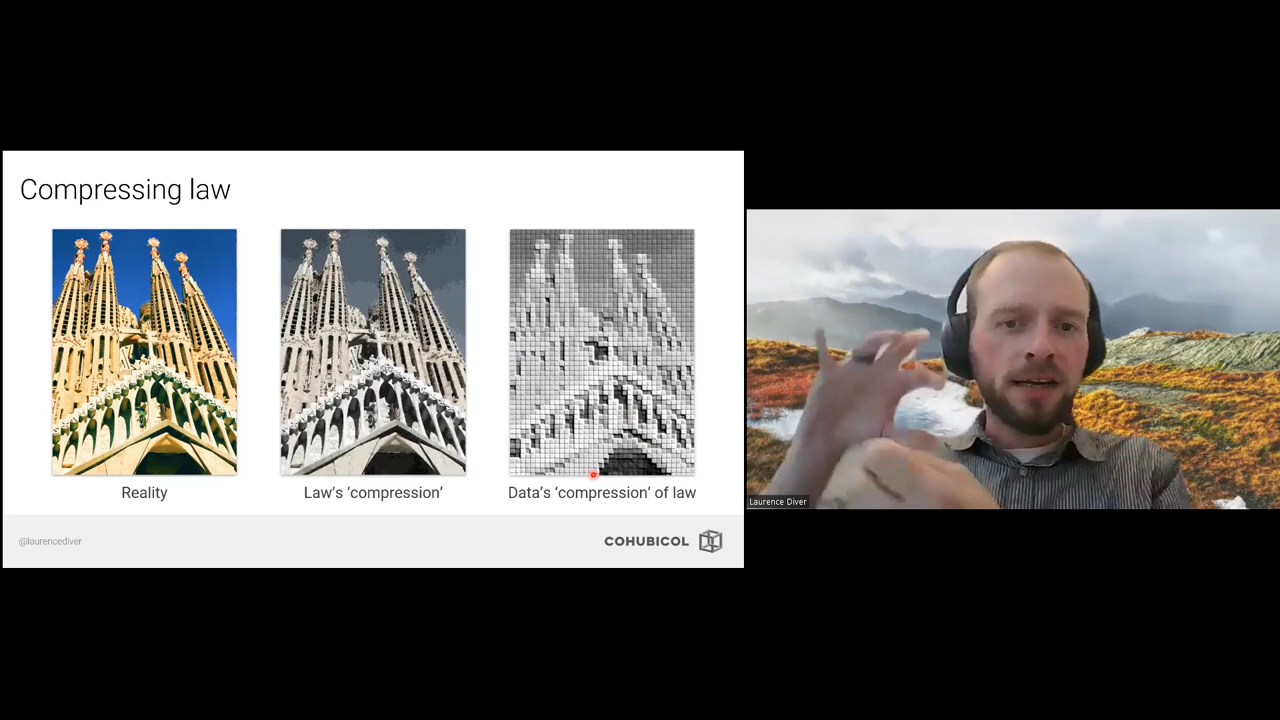 Compressing law
Reality
Law’s ‘compression’
Data’s ‘compression’ of law
@laurencediver
COHUBICOL
Laurence Diver